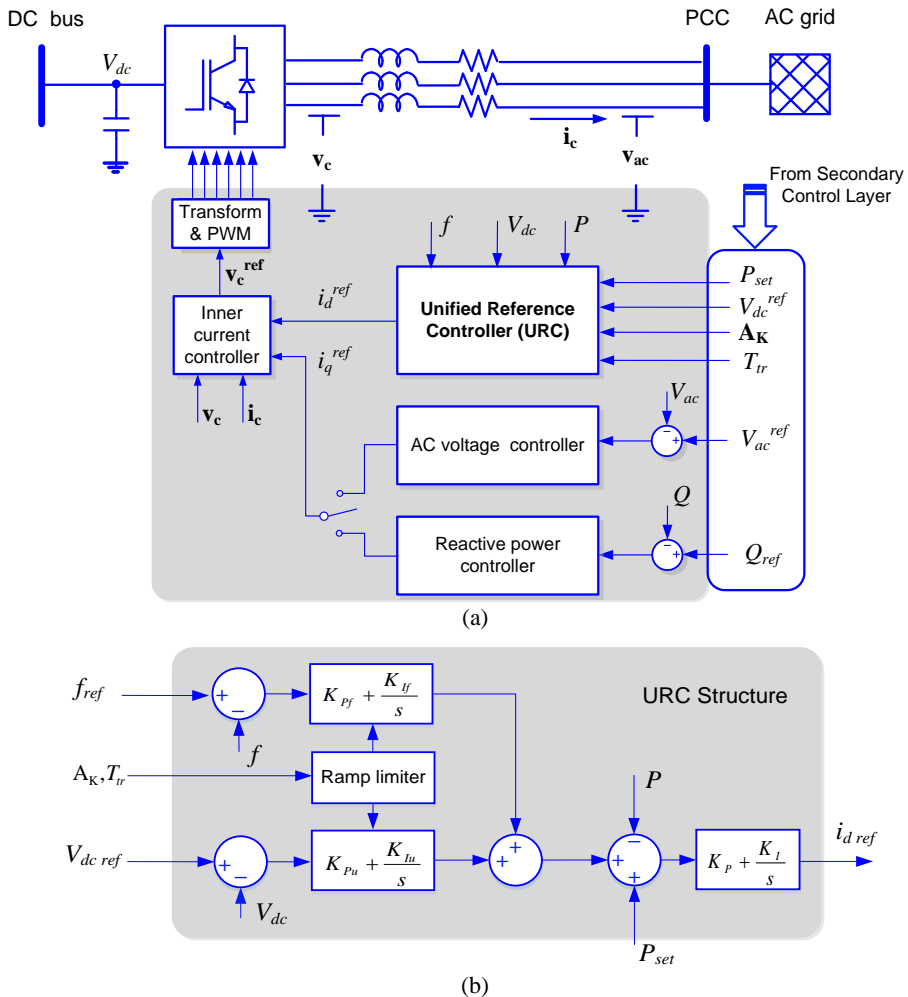 DC bus
PCC
AC grid
V_dc
i_c
v_c
v_ac
From Secondary
Control Layer
Transform
& PWM
f
V_dc
P
v_c^ref
P_set
i_d^ref
Unified Reference
Controller (URC)
V_dc^ref
A_K
Inner
current
controller
i_q^ref
T_tr
V_ac
v_c
i_c
AC voltage controller
− +
V_ac^ref
Q
Reactive power
controller
− +
Q_ref
(a)
f_ref
+ −
K_Pf + K_If / s
URC Structure
f
A_K, T_tr
Ramp limiter
P
V_dc ref
+ −
K_Pu + K_Iu / s
+ +
− + +
K_P + K_I / s
i_d ref
V_dc
P_set
(b)